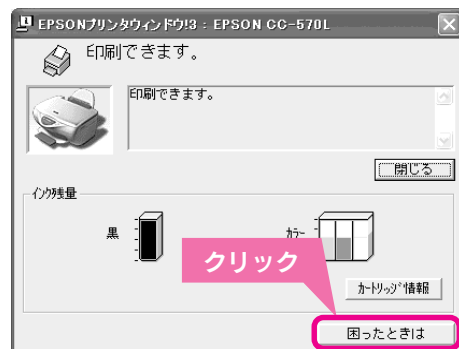 EPSONプリンタウィンドウ!3 : EPSON CC-570L
印刷できます。
印刷できます。
閉じる
インク残量
黒
カラー
クリック
カートリッジ情報
困ったときは